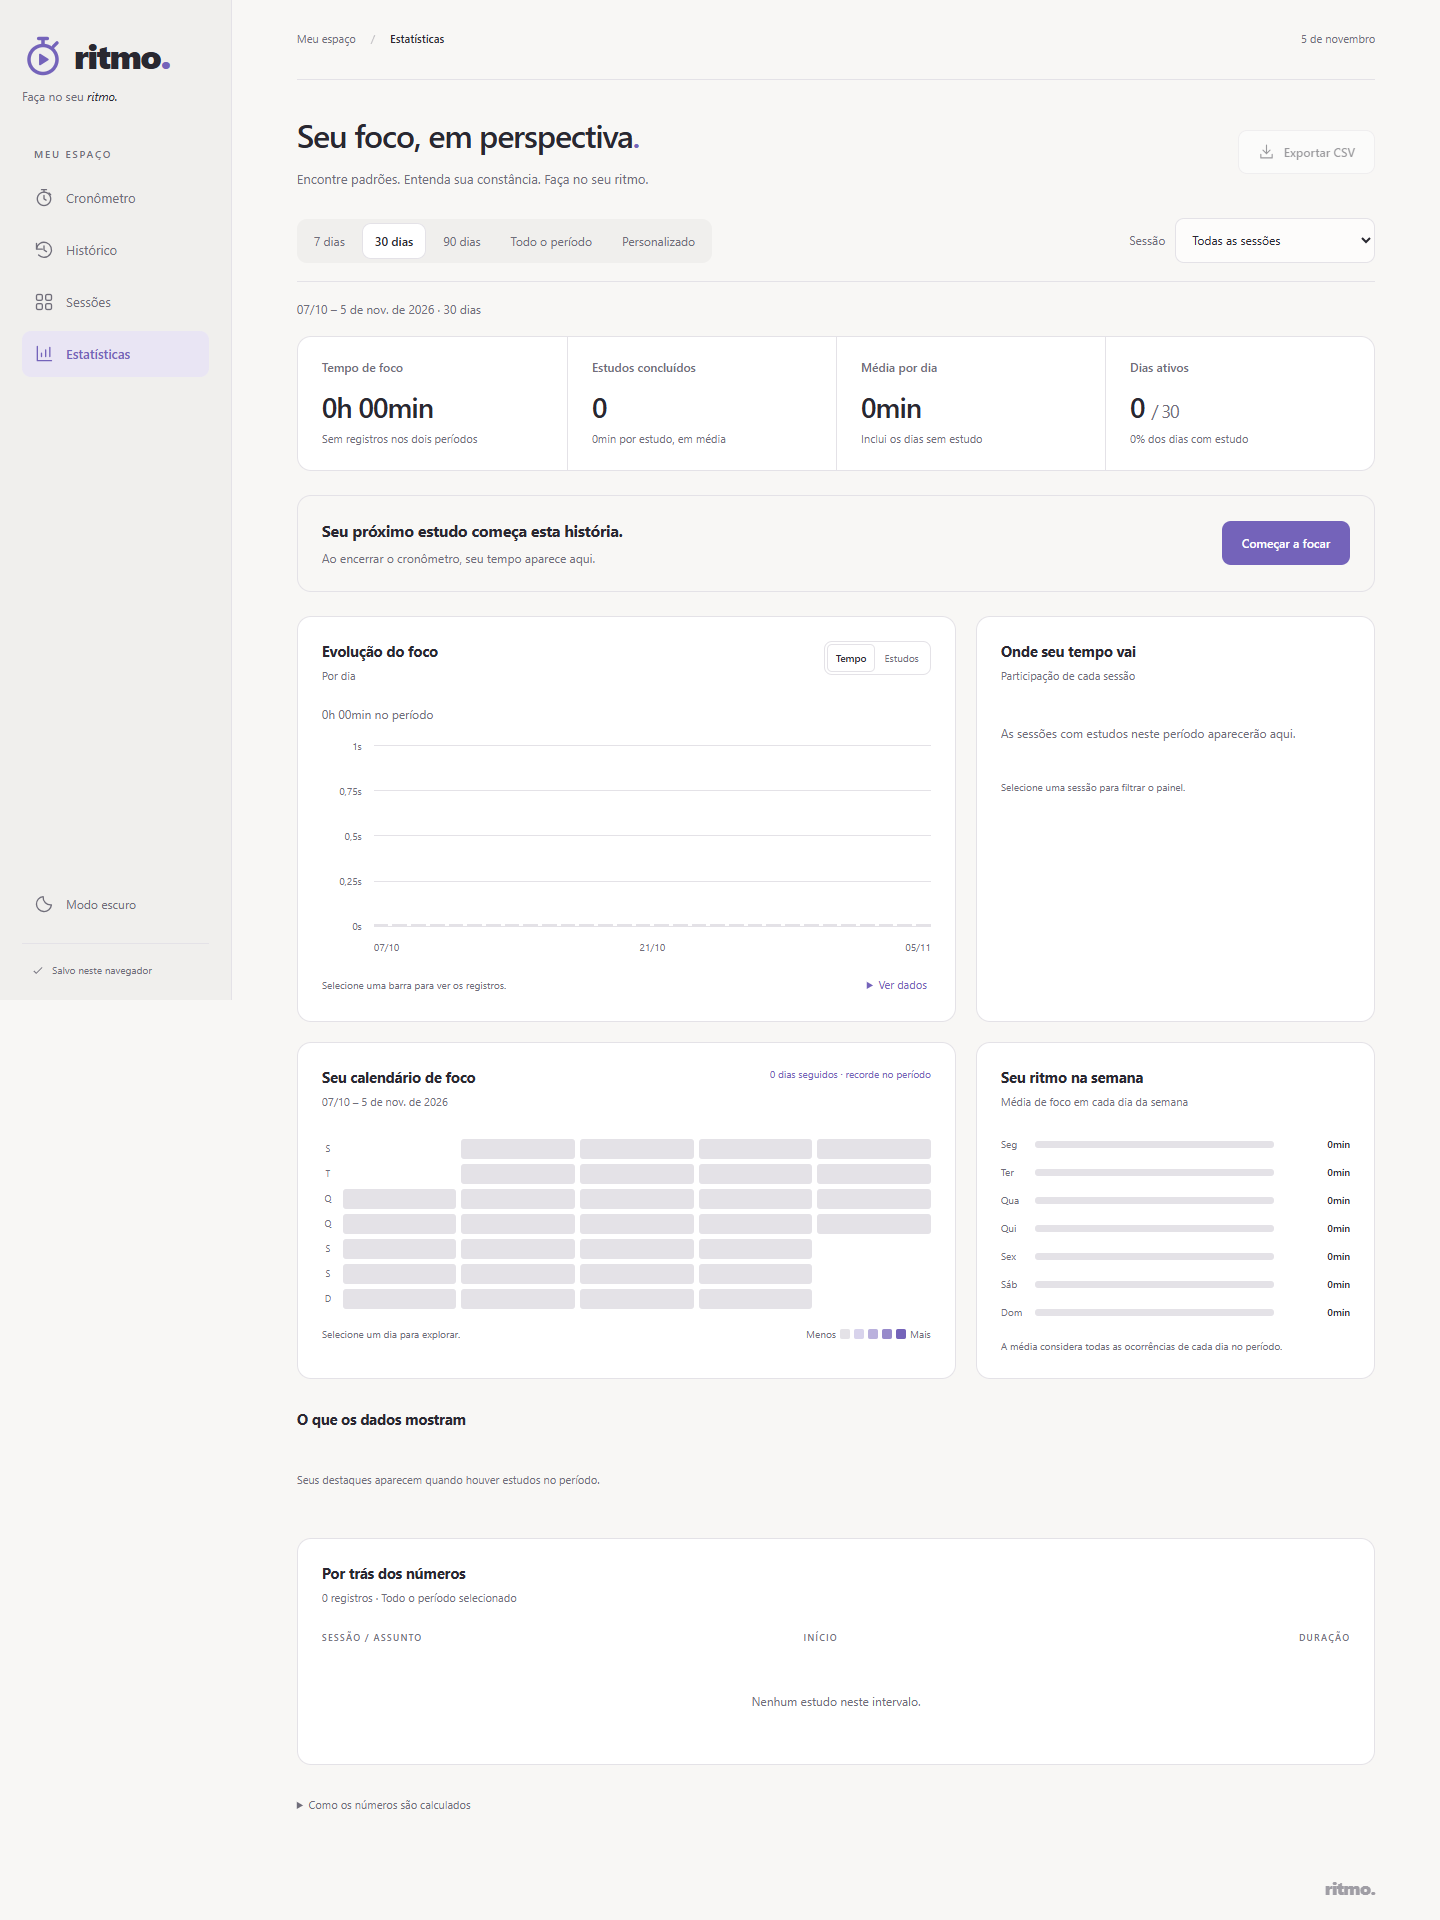 ritmo.
Faça no seu ritmo.
MEU ESPAÇO
Cronômetro
Histórico
Sessões
Estatísticas
Modo escuro
Salvo neste navegador
Meu espaço / Estatísticas
5 de novembro
Seu foco, em perspectiva.
Encontre padrões. Entenda sua constância. Faça no seu ritmo.
Exportar CSV
7 dias 30 dias 90 dias Todo o período Personalizado
Sessão Todas as sessões
07/10 – 5 de nov. de 2026 · 30 dias
Tempo de foco
0h 00min
Sem registros nos dois períodos
Estudos concluídos
0
0min por estudo, em média
Média por dia
0min
Inclui os dias sem estudo
Dias ativos
0 / 30
0% dos dias com estudo
Seu próximo estudo começa esta história.
Ao encerrar o cronômetro, seu tempo aparece aqui.
Começar a focar
Evolução do foco
Por dia
Tempo Estudos
0h 00min no período
1s
0,75s
0,5s
0,25s
0s
07/10 21/10 05/11
Selecione uma barra para ver os registros.
Ver dados
Onde seu tempo vai
Participação de cada sessão
As sessões com estudos neste período aparecerão aqui.
Selecione uma sessão para filtrar o painel.
Seu calendário de foco
07/10 – 5 de nov. de 2026
0 dias seguidos · recorde no período
S
T
Q
Q
S
S
D
Selecione um dia para explorar.
Menos Mais
Seu ritmo na semana
Média de foco em cada dia da semana
Seg 0min
Ter 0min
Qua 0min
Qui 0min
Sex 0min
Sáb 0min
Dom 0min
A média considera todas as ocorrências de cada dia no período.
O que os dados mostram
Seus destaques aparecem quando houver estudos no período.
Por trás dos números
0 registros · Todo o período selecionado
SESSÃO / ASSUNTO INÍCIO DURAÇÃO
Nenhum estudo neste intervalo.
Como os números são calculados
ritmo.